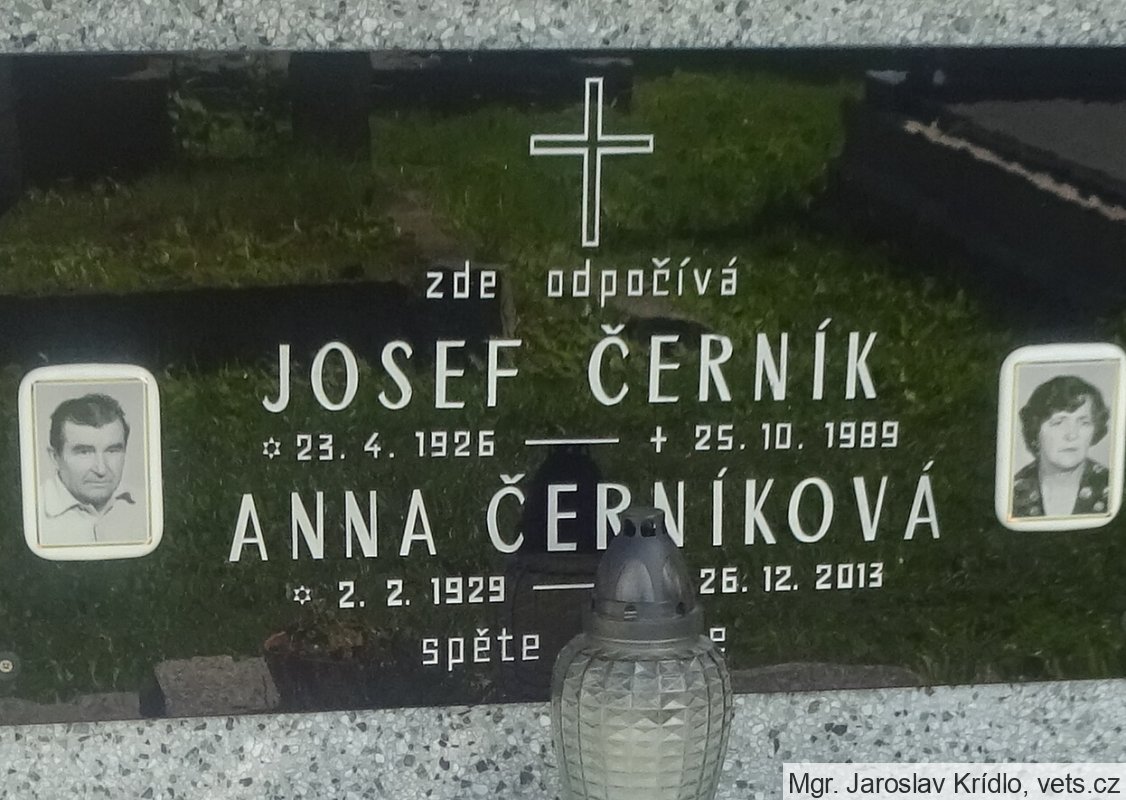 zde odpočívá
JOSEF ČERNÍK
✡ 23. 4. 1926 — + 25. 10. 1989
ANNA ČERNÍKOVÁ
✡ 2. 2. 1929 — 26. 12. 2013
spěte
Mgr. Jaroslav Krídlo, vets.cz